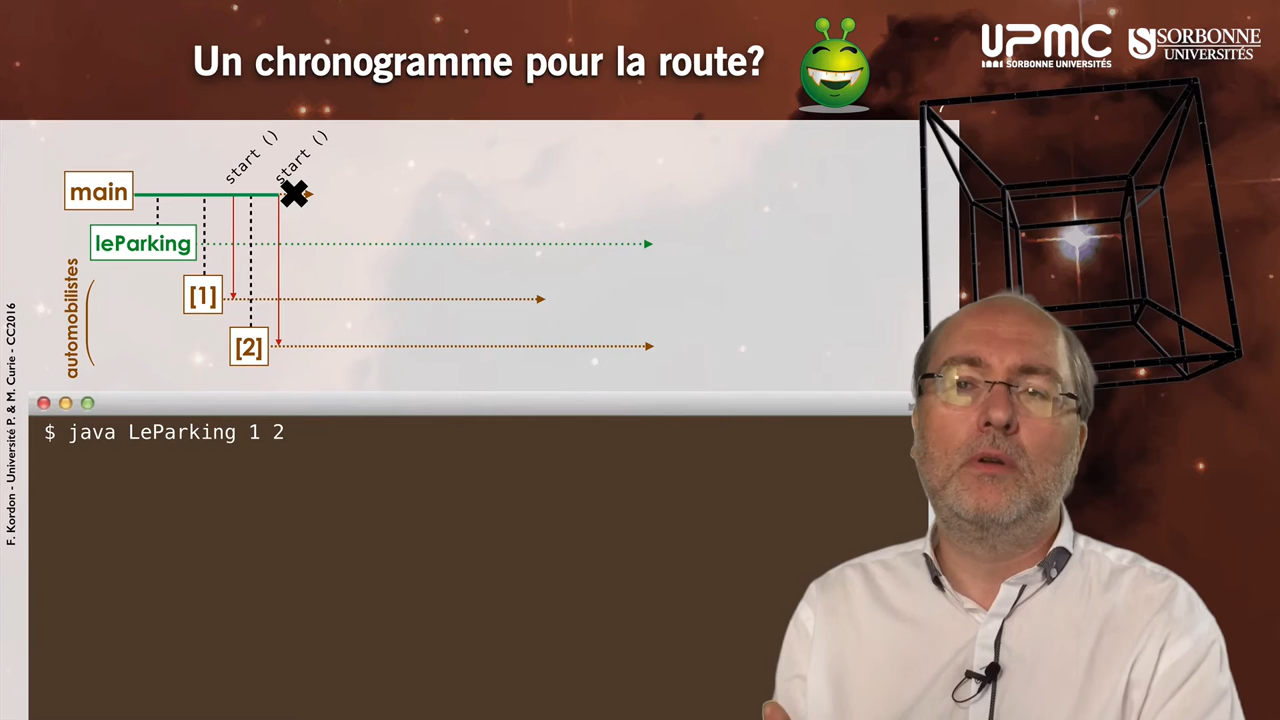 Un chronogramme pour la route?
UPMC
SORBONNE UNIVERSITÉS
SORBONNE
UNIVERSITÉS
start ()
start ()
main
leParking
automobilistes
[1]
[2]
$ java LeParking 1 2
F. Kordon - Université P. & M. Curie - CC2016